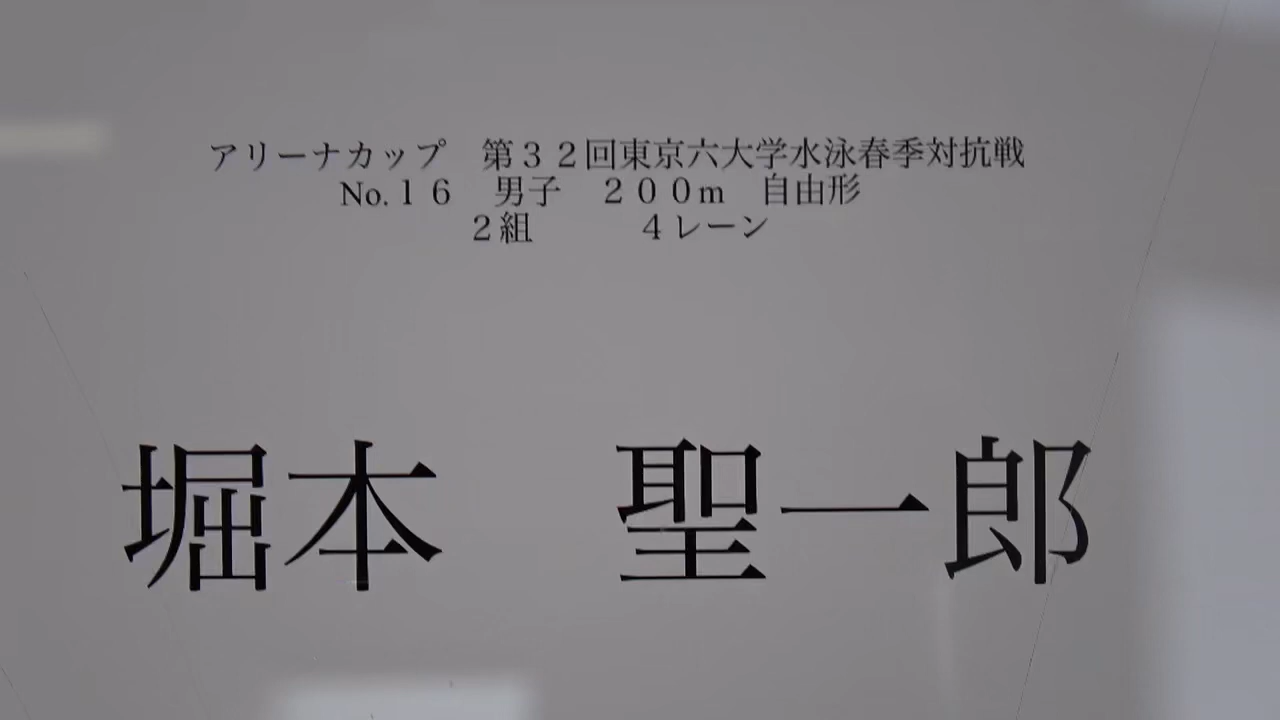 アリーナカップ　第３２回東京六大学水泳春季対抗戦
No.１６　男子　２００m　自由形
２組　　　４レーン
堀本　聖一郎